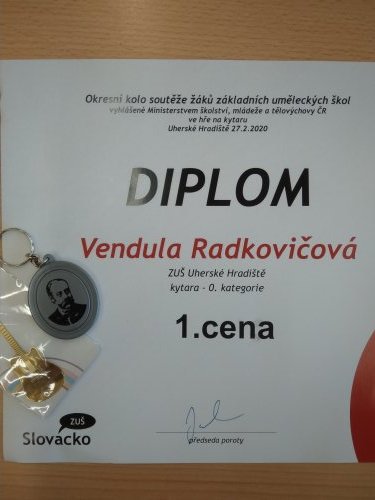 Okresní kolo soutěže žáků základních uměleckých škol
vyhlášené Ministerstvem školství, mládeže a tělovýchovy ČR
ve hře na kytaru
Uherské Hradiště 27.2.2020
DIPLOM
Vendula Radkovičová
ZUŠ Uherské Hradiště
kytara - 0. kategorie
1.cena
ZUŠ
Slovácko
předseda poroty